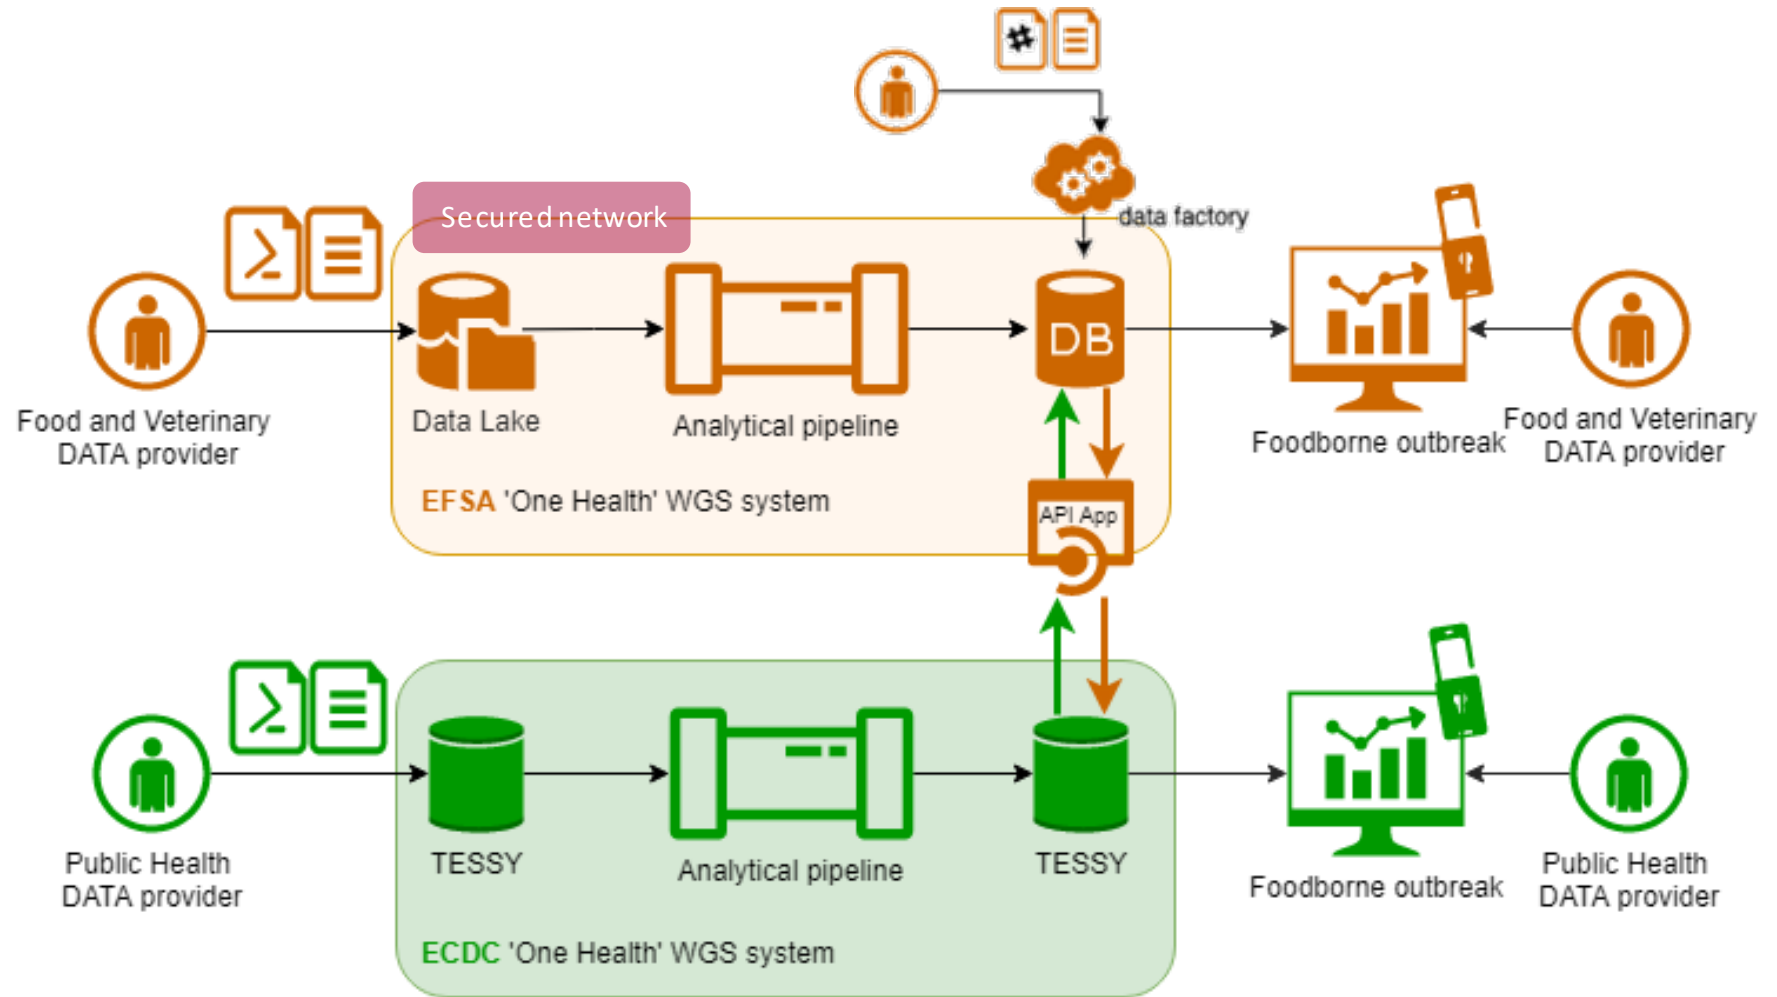 #
data factory
Secured network
DB
Food and Veterinary
DATA provider
Data Lake
Analytical pipeline
Foodborne outbreak
Food and Veterinary
DATA provider
EFSA 'One Health' WGS system
API App
Public Health
DATA provider
TESSY
Analytical pipeline
TESSY
Foodborne outbreak
Public Health
DATA provider
ECDC 'One Health' WGS system